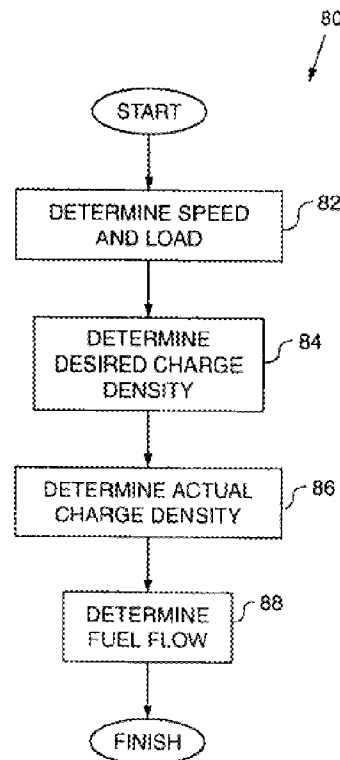 80
START
DETERMINE SPEED
AND LOAD
82
DETERMINE
DESIRED CHARGE
DENSITY
84
DETERMINE ACTUAL
CHARGE DENSITY
86
DETERMINE
FUEL FLOW
88
FINISH